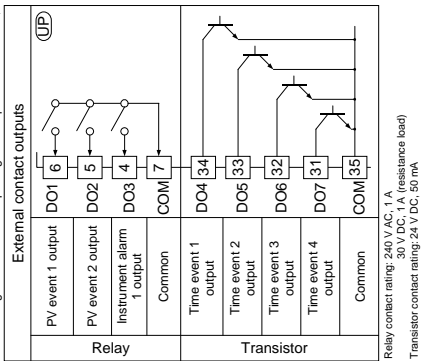 External contact outputs
UP
Relay
PV event 1 output
DO1
6
PV event 2 output
DO2
5
Instrument alarm
1 output
DO3
4
Common
COM
7
Transistor
Time event 1
output
DO4
34
Time event 2
output
DO5
33
Time event 3
output
DO6
32
Time event 4
output
DO7
31
Common
COM
35
Relay contact rating: 240 V AC, 1 A
30 V DC, 1 A (resistance load)
Transistor contact rating: 24 V DC, 50 mA